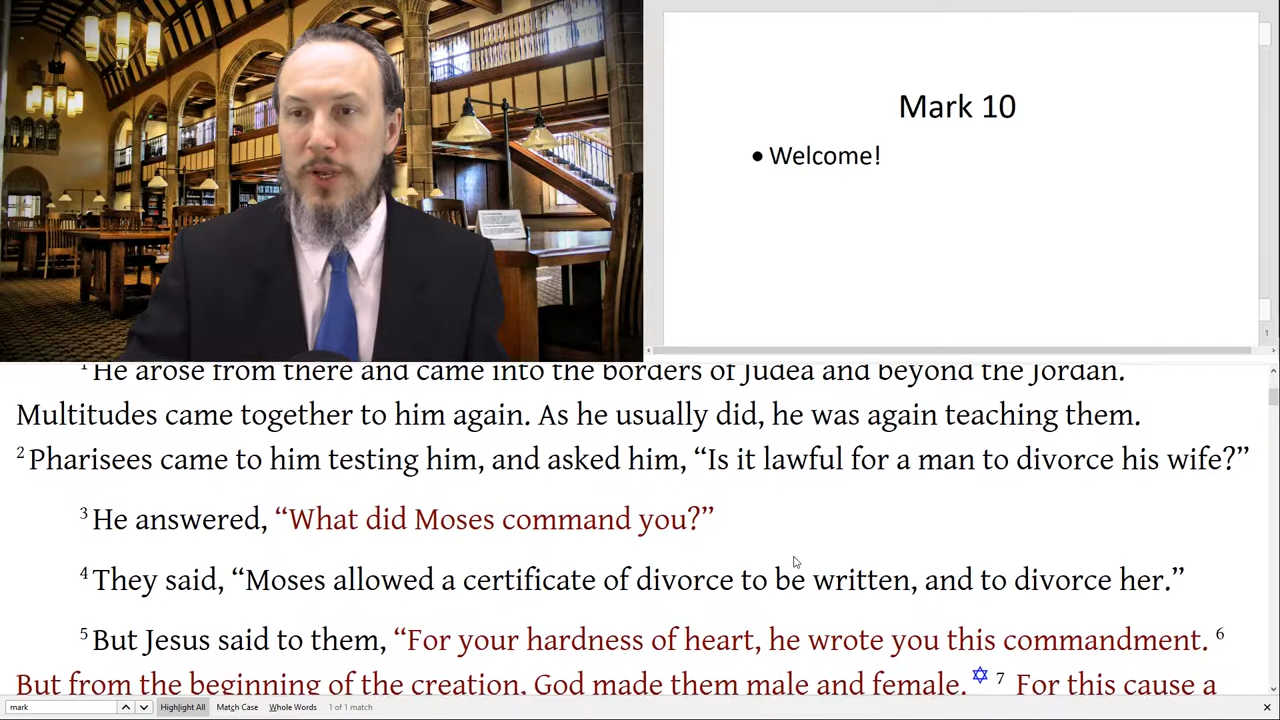 Mark 10
• Welcome!
1
1 He arose from there and came into the borders of Judea and beyond the Jordan.
Multitudes came together to him again. As he usually did, he was again teaching them.
2 Pharisees came to him testing him, and asked him, “Is it lawful for a man to divorce his wife?”
3 He answered, “What did Moses command you?”
4 They said, “Moses allowed a certificate of divorce to be written, and to divorce her.”
5 But Jesus said to them, “For your hardness of heart, he wrote you this commandment. 6
But from the beginning of the creation, God made them male and female. ✡ 7 For this cause a
mark Highlight All Match Case Whole Words 1 of 1 match